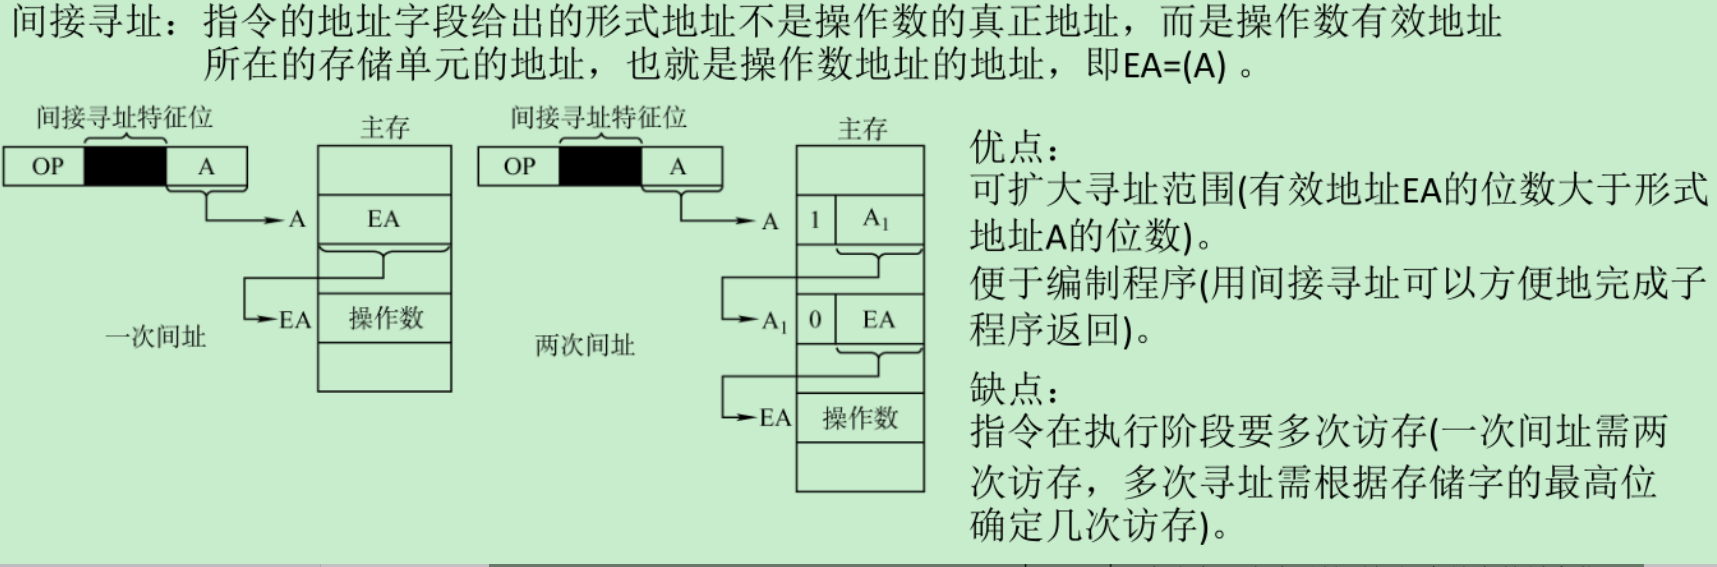 间接寻址：指令的地址字段给出的形式地址不是操作数的真正地址，而是操作数有效地址
所在的存储单元的地址，也就是操作数地址的地址，即EA=(A) 。
间接寻址特征位
主存
OP
A
A
EA
EA
操作数
一次间址
间接寻址特征位
主存
OP
A
A
1
A₁
A₁
0
EA
EA
操作数
两次间址
优点：
可扩大寻址范围(有效地址EA的位数大于形式
地址A的位数)。
便于编制程序(用间接寻址可以方便地完成子
程序返回)。
缺点：
指令在执行阶段要多次访存(一次间址需两
次访存，多次寻址需根据存储字的最高位
确定几次访存)。